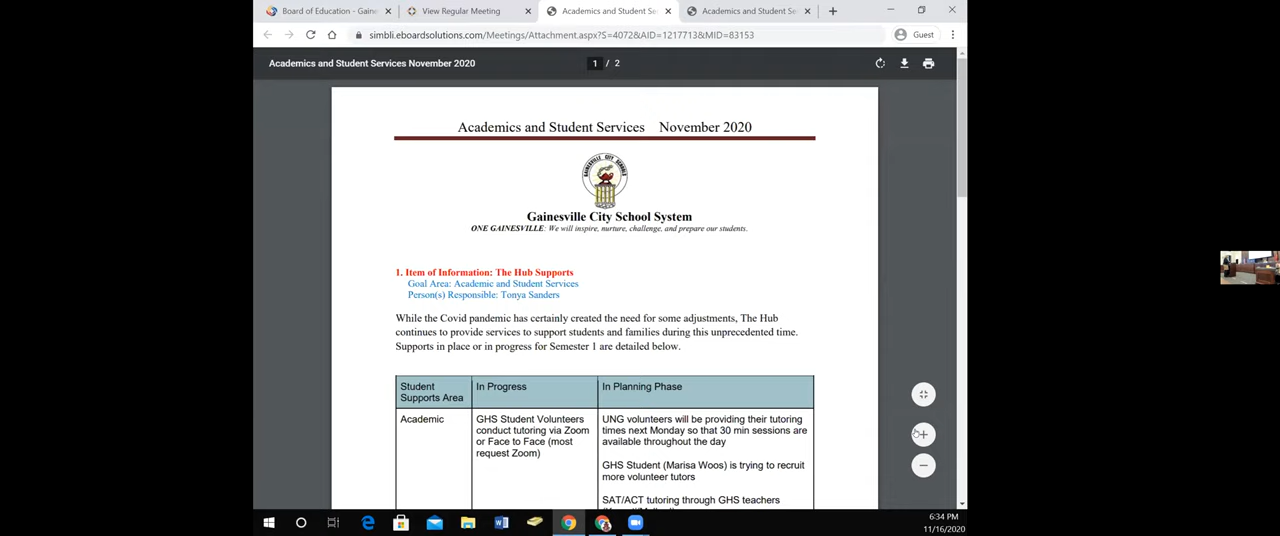 Board of Education - Gaine
View Regular Meeting
Academics and Student Se
Academics and Student Se
simbli.eboardsolutions.com/Meetings/Attachment.aspx?S=4072&AID=1217713&MID=83153
Guest
Academics and Student Services November 2020
1 / 2
Academics and Student Services November 2020
GAINESVILLE CITY SCHOOLS
Gainesville City School System
ONE GAINESVILLE: We will inspire, nurture, challenge, and prepare our students.
1. Item of Information: The Hub Supports
Goal Area: Academic and Student Services
Person(s) Responsible: Tonya Sanders
While the Covid pandemic has certainly created the need for some adjustments, The Hub
continues to provide services to support students and families during this unprecedented time.
Supports in place or in progress for Semester 1 are detailed below.
Student
Supports Area
In Progress
In Planning Phase
Academic
GHS Student Volunteers
conduct tutoring via Zoom
or Face to Face (most
request Zoom)
UNG volunteers will be providing their tutoring
times next Monday so that 30 min sessions are
available throughout the day
GHS Student (Marisa Woos) is trying to recruit
more volunteer tutors
SAT/ACT tutoring through GHS teachers
6:34 PM
11/16/2020